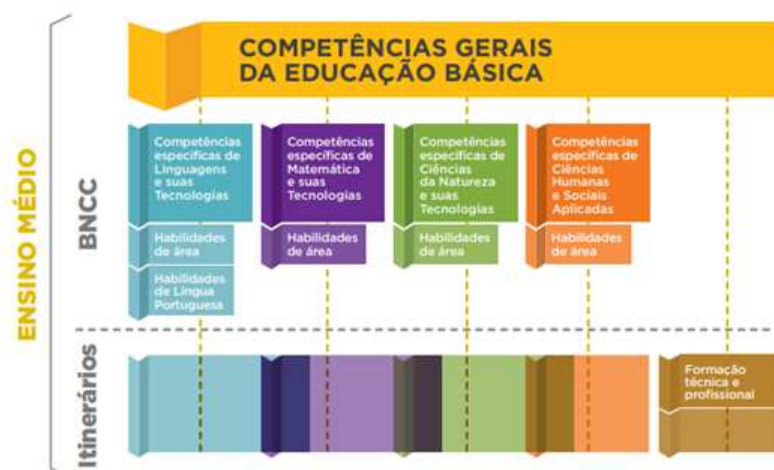 COMPETÊNCIAS GERAIS
DA EDUCAÇÃO BÁSICA
ENSINO MÉDIO
BNCC
Competências
específicas de
Linguagens
e suas
Tecnologias
Habilidades
de área
Habilidades
de Língua
Portuguesa
Competências
específicas de
Matemática
e suas
Tecnologias
Habilidades
de área
Competências
específicas de
Ciências
da Natureza
e suas
Tecnologias
Habilidades
de área
Competências
específicas de
Ciências
Humanas
e Sociais
Aplicadas
Habilidades
de área
Itinerários
Formação
técnica e
profissional